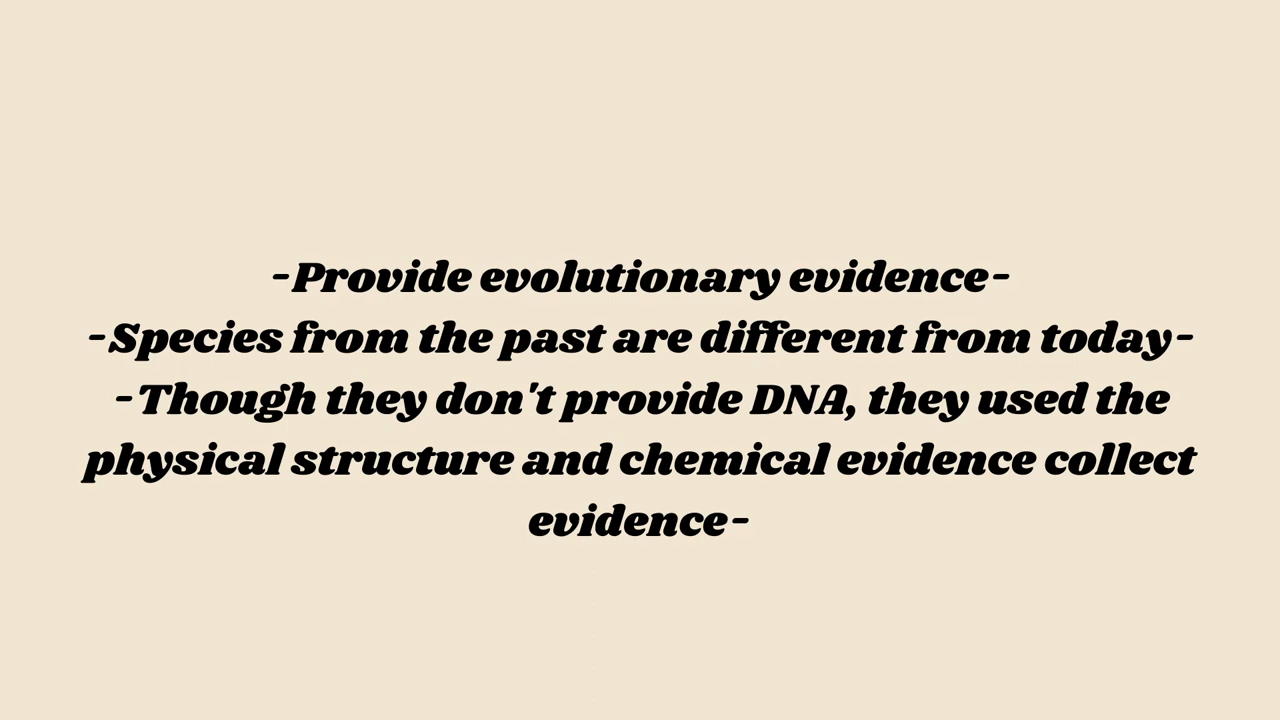 -Provide evolutionary evidence-
-Species from the past are different from today-
-Though they don't provide DNA, they used the
physical structure and chemical evidence collect
evidence-